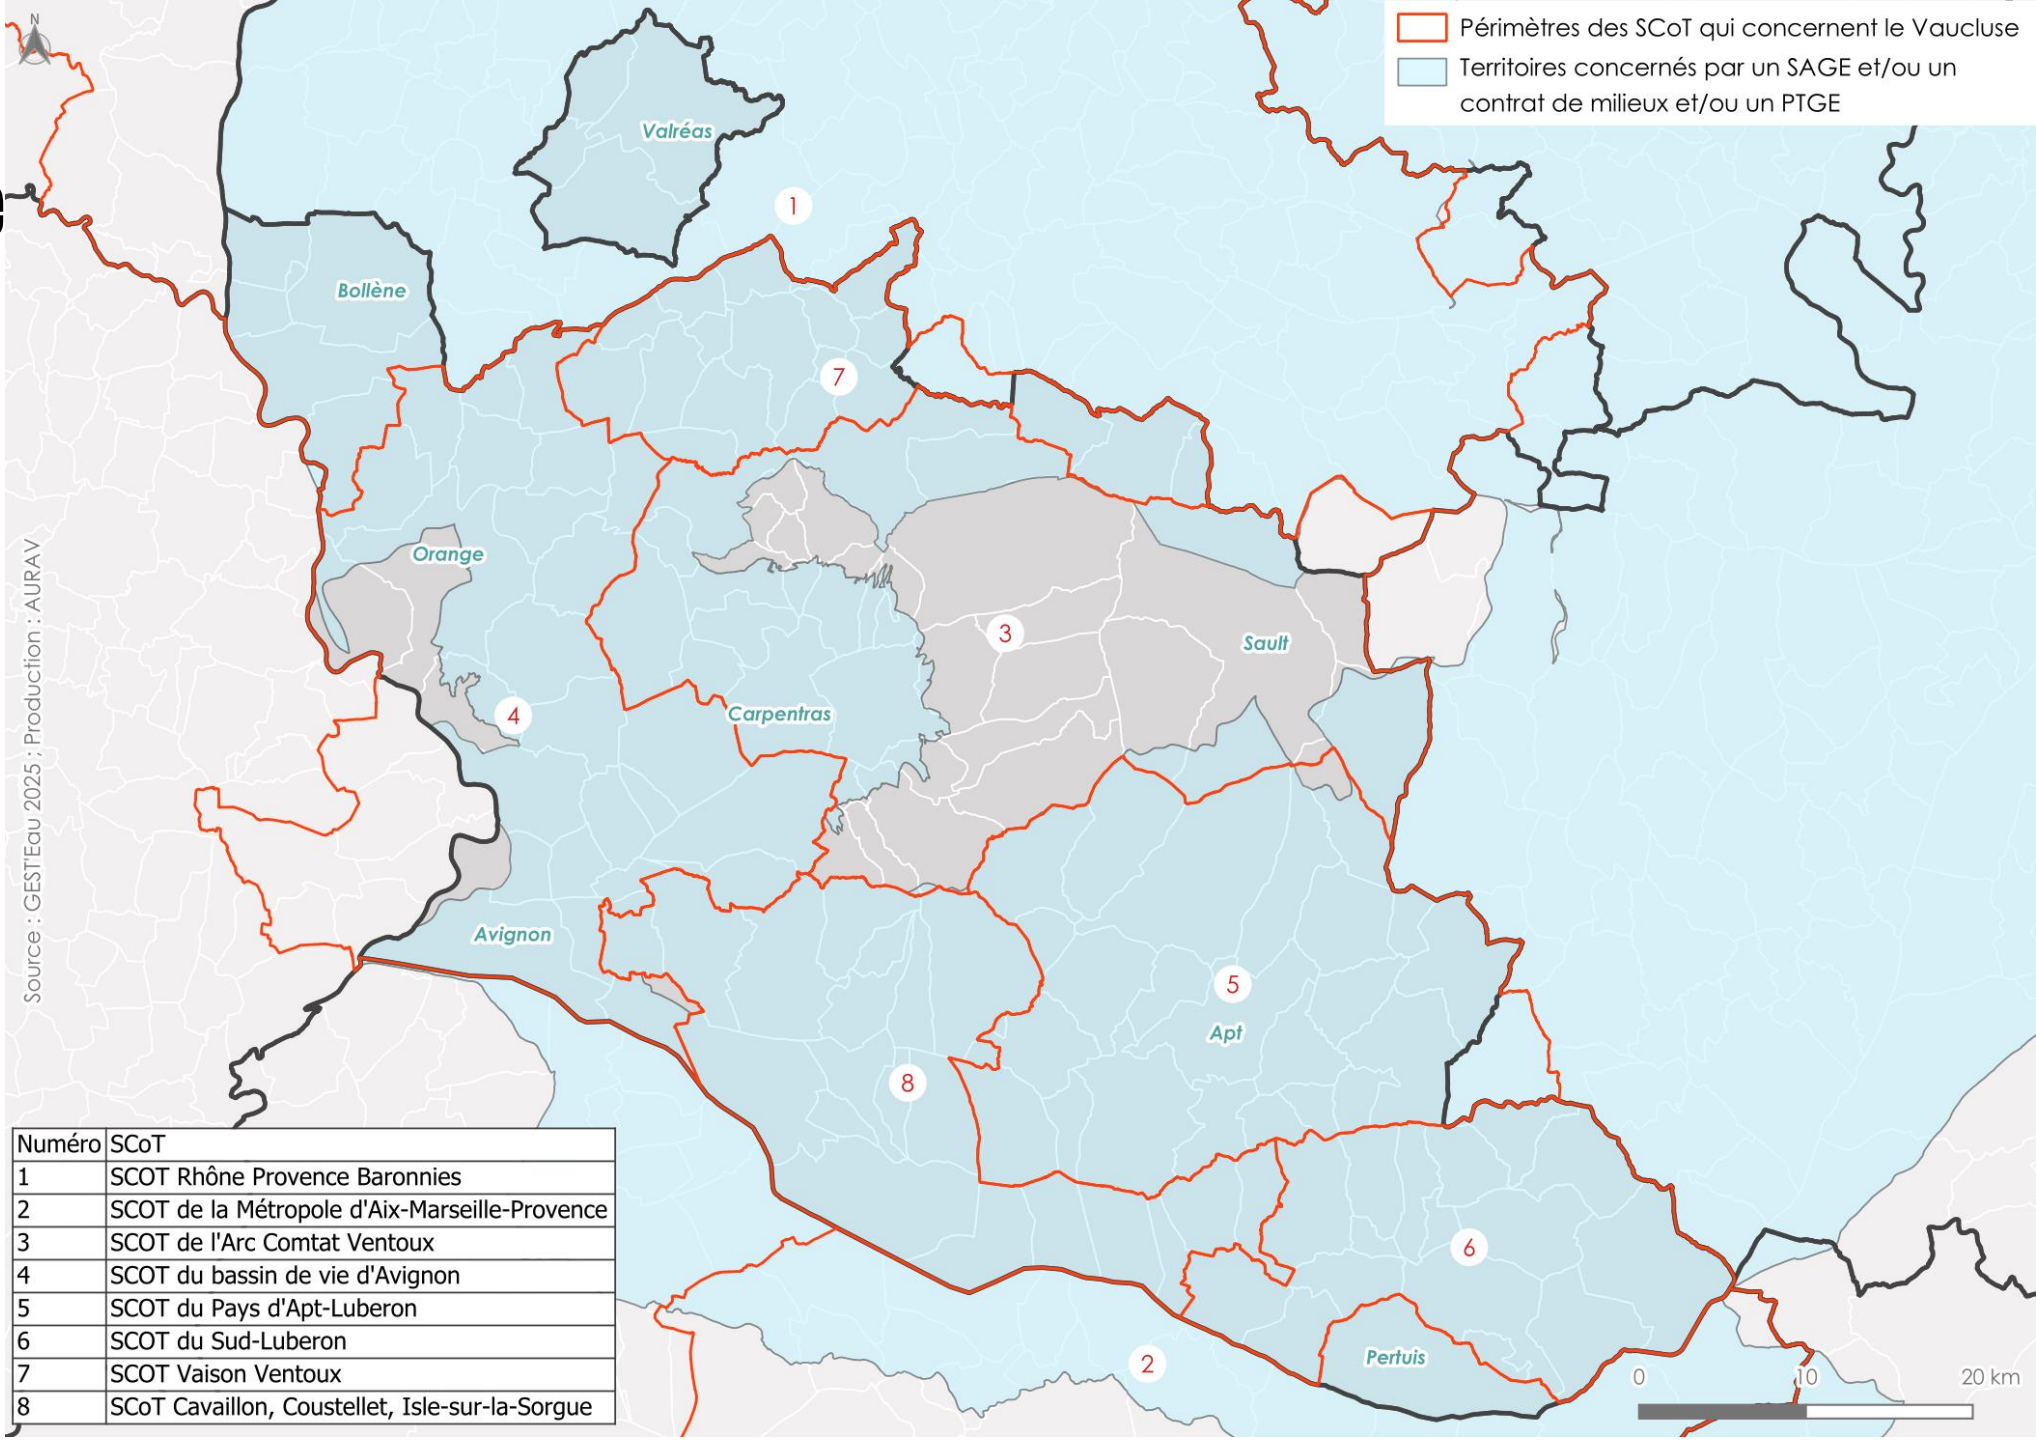 N
Périmètres des SCoT qui concernent le Vaucluse
Territoires concernés par un SAGE et/ou un
contrat de milieux et/ou un PTGE
Valréas
1
Bollène
7
Orange
3
Sault
4
Carpentras
Avignon
5
Apt
8
6
2
Pertuis
0 10 20 km
Source : GEST'Eau 2025 ; Production : AURAV
Numéro SCoT
1 SCOT Rhône Provence Baronnies
2 SCOT de la Métropole d'Aix-Marseille-Provence
3 SCOT de l'Arc Comtat Ventoux
4 SCOT du bassin de vie d'Avignon
5 SCOT du Pays d'Apt-Luberon
6 SCOT du Sud-Luberon
7 SCOT Vaison Ventoux
8 SCoT Cavaillon, Coustellet, Isle-sur-la-Sorgue